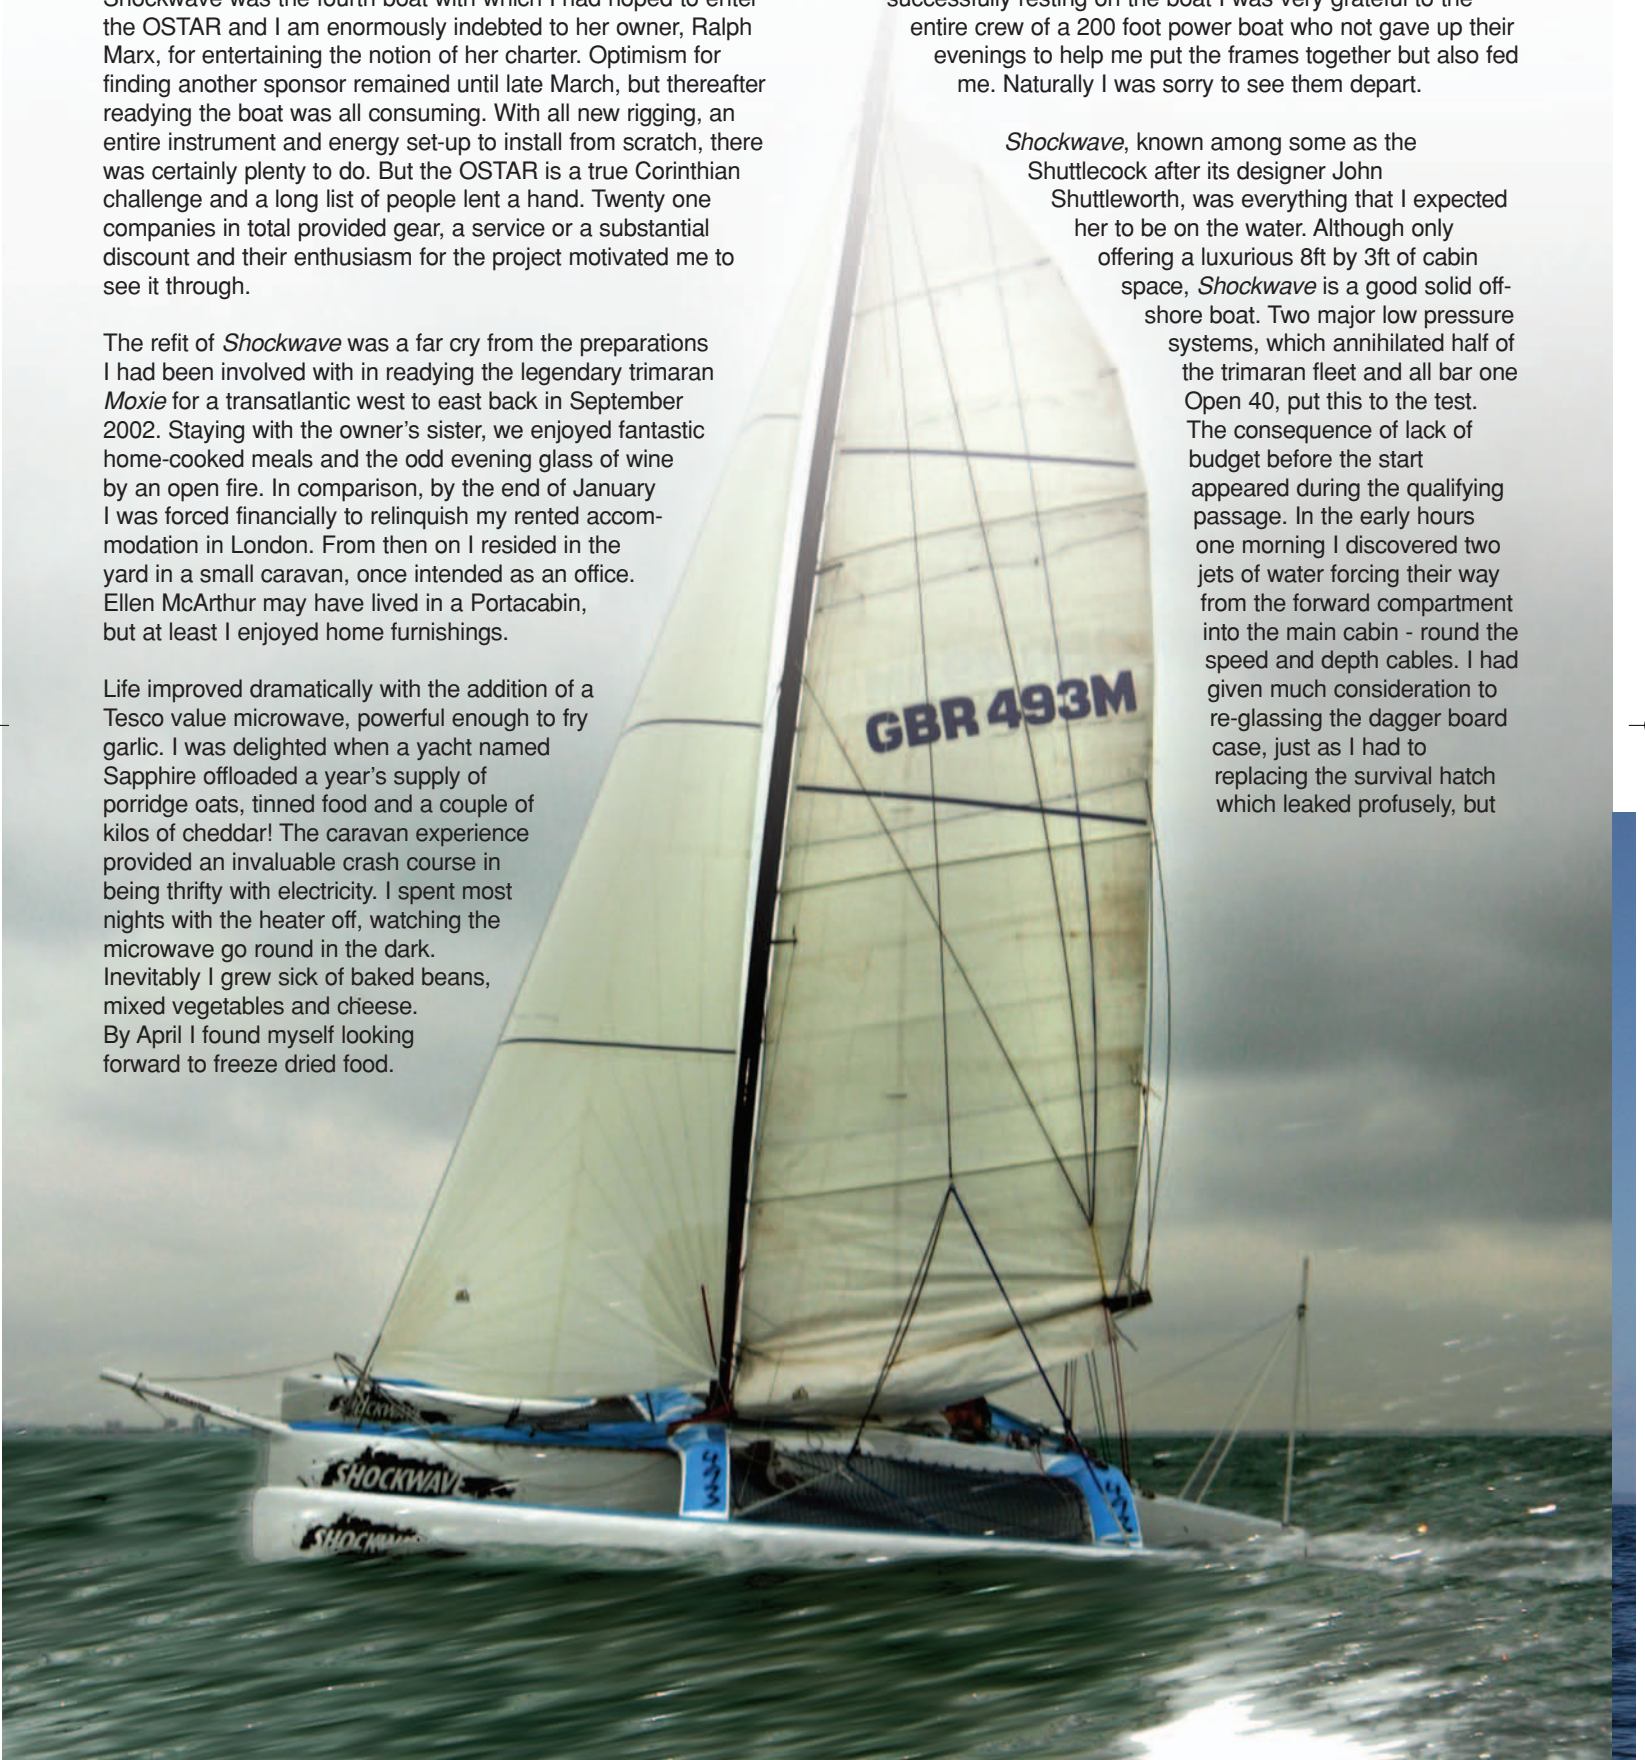 Shockwave was the fourth boat with which I had hoped to enter
the OSTAR and I am enormously indebted to her owner, Ralph
Marx, for entertaining the notion of her charter. Optimism for
finding another sponsor remained until late March, but thereafter
readying the boat was all consuming. With all new rigging, an
entire instrument and energy set-up to install from scratch, there
was certainly plenty to do. But the OSTAR is a true Corinthian
challenge and a long list of people lent a hand. Twenty one
companies in total provided gear, a service or a substantial
discount and their enthusiasm for the project motivated me to
see it through.
The refit of Shockwave was a far cry from the preparations
I had been involved with in readying the legendary trimaran
Moxie for a transatlantic west to east back in September
2002. Staying with the owner's sister, we enjoyed fantastic
home-cooked meals and the odd evening glass of wine
by an open fire. In comparison, by the end of January
I was forced financially to relinquish my rented accom-
modation in London. From then on I resided in the
yard in a small caravan, once intended as an office.
Ellen McArthur may have lived in a Portacabin,
but at least I enjoyed home furnishings.
Life improved dramatically with the addition of a
Tesco value microwave, powerful enough to fry
garlic. I was delighted when a yacht named
Sapphire offloaded a year's supply of
porridge oats, tinned food and a couple of
kilos of cheddar! The caravan experience
provided an invaluable crash course in
being thrifty with electricity. I spent most
nights with the heater off, watching the
microwave go round in the dark.
Inevitably I grew sick of baked beans,
mixed vegetables and cheese.
By April I found myself looking
forward to freeze dried food.
successfully resting on the boat I was very grateful to the
entire crew of a 200 foot power boat who not gave up their
evenings to help me put the frames together but also fed
me. Naturally I was sorry to see them depart.
Shockwave, known among some as the
Shuttlecock after its designer John
Shuttleworth, was everything that I expected
her to be on the water. Although only
offering a luxurious 8ft by 3ft of cabin
space, Shockwave is a good solid off-
shore boat. Two major low pressure
systems, which annihilated half of
the trimaran fleet and all bar one
Open 40, put this to the test.
The consequence of lack of
budget before the start
appeared during the qualifying
passage. In the early hours
one morning I discovered two
jets of water forcing their way
from the forward compartment
into the main cabin - round the
speed and depth cables. I had
given much consideration to
re-glassing the dagger board
case, just as I had to
replacing the survival hatch
which leaked profusely, but
GBR 493M
SHOCKWAVE
SHOCKWAVE
493
493